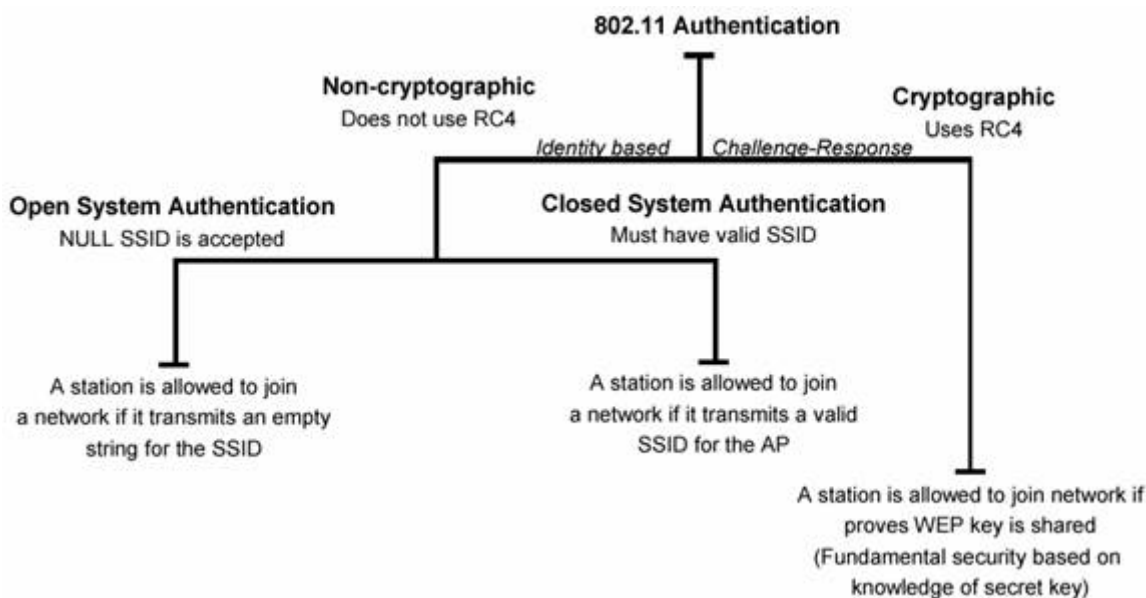 802.11 Authentication
Non-cryptographic
Does not use RC4
Cryptographic
Uses RC4
Identity based
Challenge-Response
Open System Authentication
NULL SSID is accepted
Closed System Authentication
Must have valid SSID
A station is allowed to join
a network if it transmits an empty
string for the SSID
A station is allowed to join
a network if it transmits a valid
SSID for the AP
A station is allowed to join network if
proves WEP key is shared
(Fundamental security based on
knowledge of secret key)